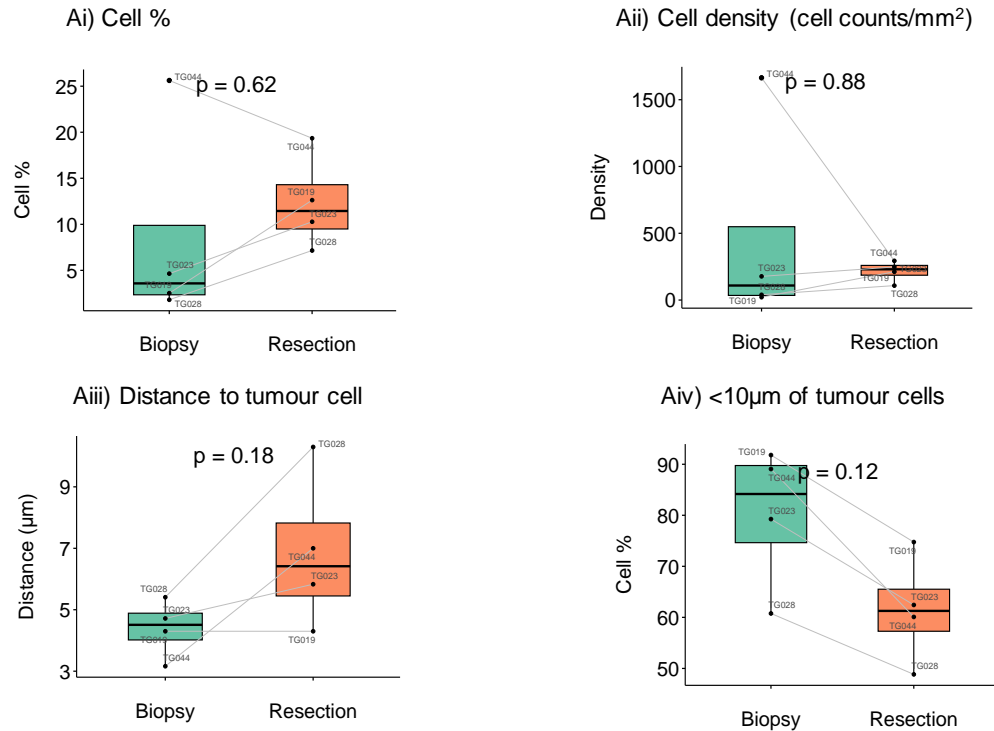 Ai) Cell %
Aii) Cell density (cell counts/mm²)
TG044
p = 0.62
25
20
15
10
5
Cell %
TG044
TG019
TG023
TG028
TG023
TG019
TG028
Biopsy
Resection
TG044
p = 0.88
1500
1000
500
0
Density
TG044
TG023
TG023
TG028
TG019
TG019
TG028
Biopsy
Resection
Aiii) Distance to tumour cell
Aiv) <10µm of tumour cells
p = 0.18
9
7
5
3
Distance (µm)
TG028
TG044
TG023
TG019
TG028
TG023
TG019
TG044
Biopsy
Resection
p = 0.12
90
80
70
60
50
Cell %
TG019
TG044
TG023
TG028
TG019
TG023
TG044
TG028
Biopsy
Resection